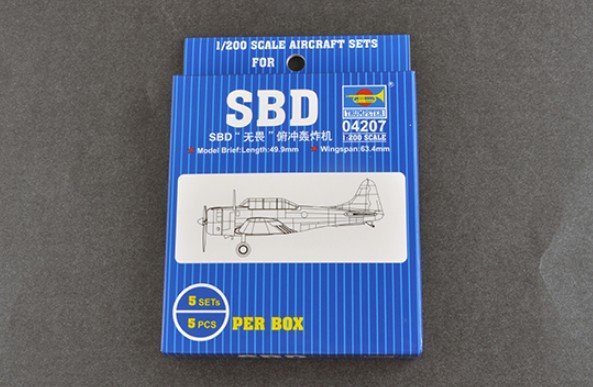 1/200 SCALE AIRCRAFT SETS
FOR
SBD
SBD“无畏”俯冲轰炸机
TRUMPETER
®
04207
1:200 SCALE
★ Model Brief:Length:49.9mm ★ Wingspan:63.4mm
5 SETs
5 PCS
PER BOX